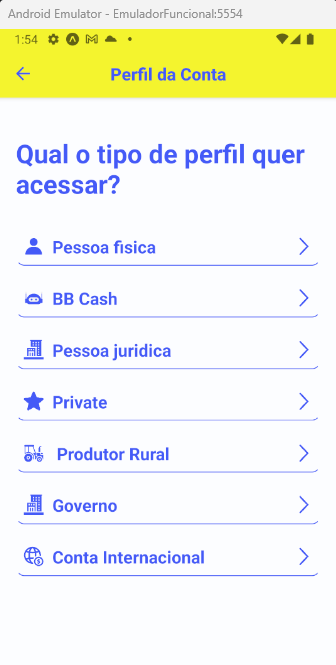 Android Emulator - EmuladorFuncional:5554
1:54
Perfil da Conta
Qual o tipo de perfil quer
acessar?
Pessoa fisica
BB Cash
Pessoa juridica
Private
Produtor Rural
Governo
Conta Internacional